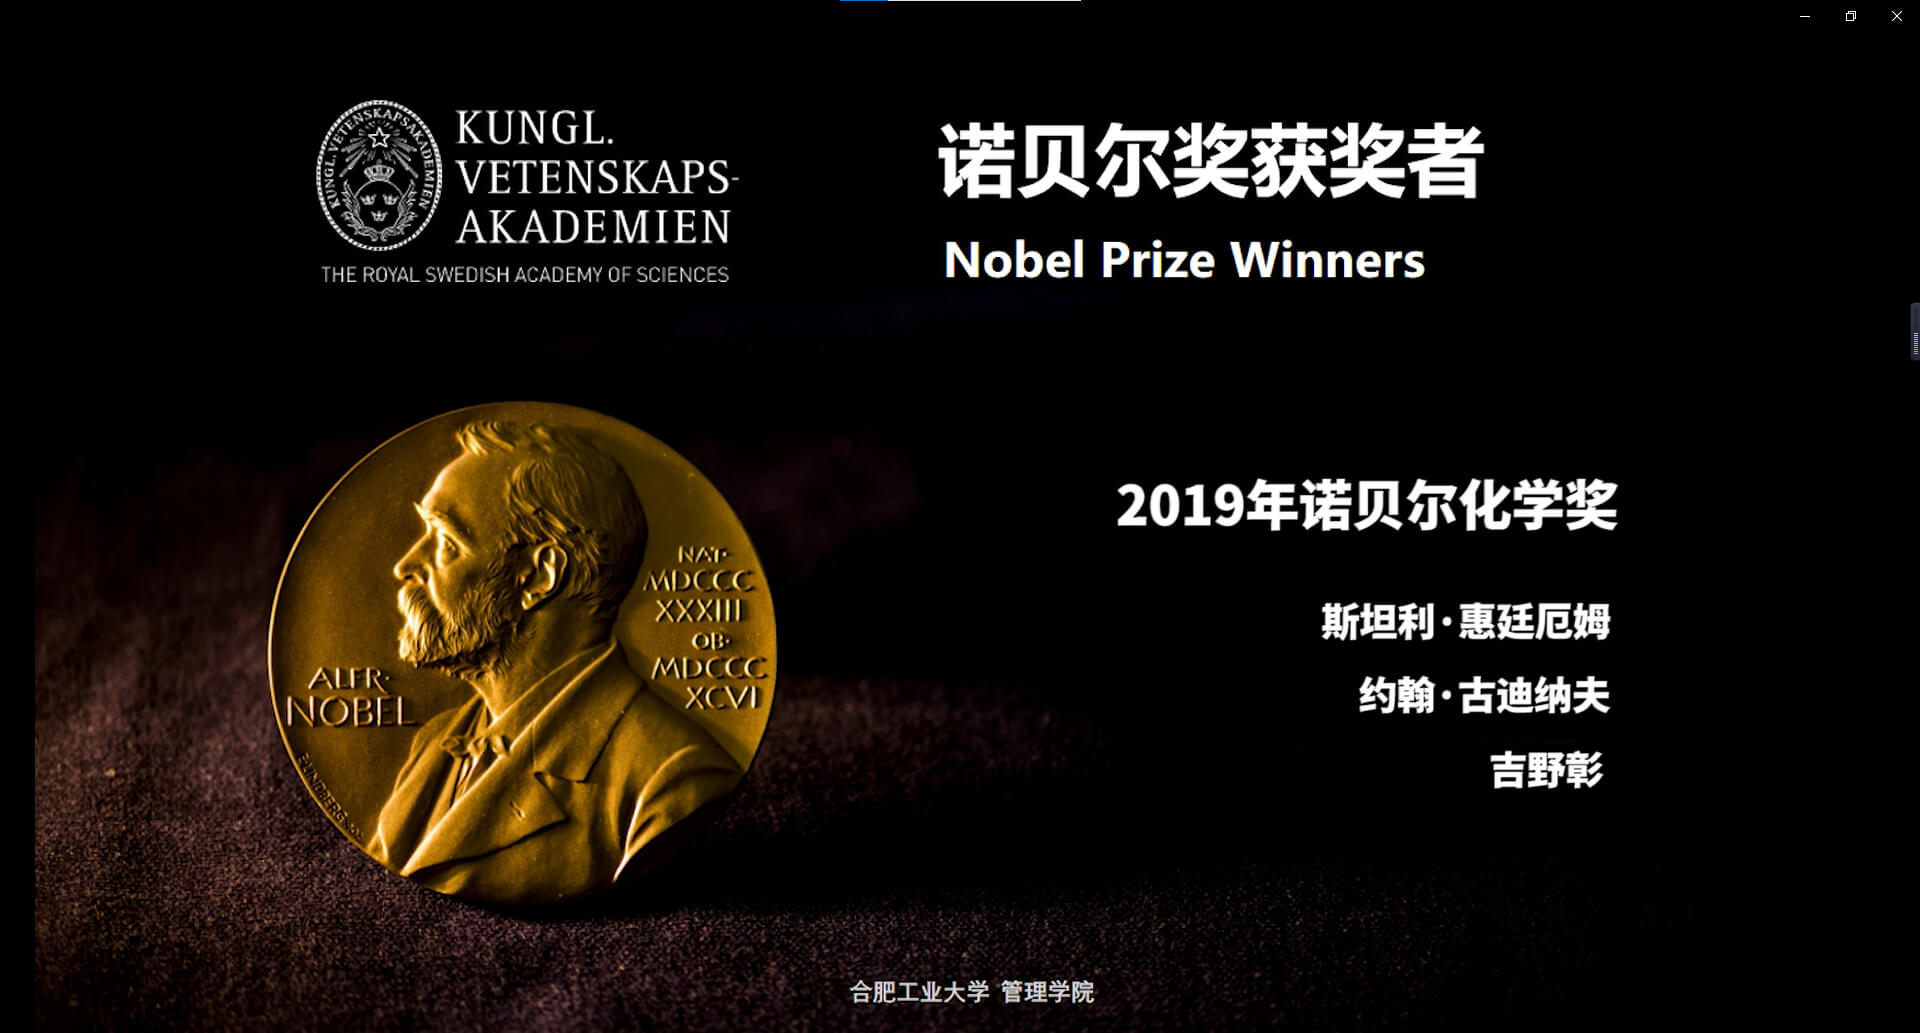 KUNGL. VETENSKAPSAKADEMIEN
KUNGL.
VETENSKAPS-
AKADEMIEN
THE ROYAL SWEDISH ACADEMY OF SCIENCES
诺贝尔奖获奖者
Nobel Prize Winners
ALFR·
NOBEL
NAT·
MDCCC
XXXIII
OB·
MDCCC
XCVI
2019年诺贝尔化学奖
斯坦利·惠廷厄姆
约翰·古迪纳夫
吉野彰
合肥工业大学 管理学院